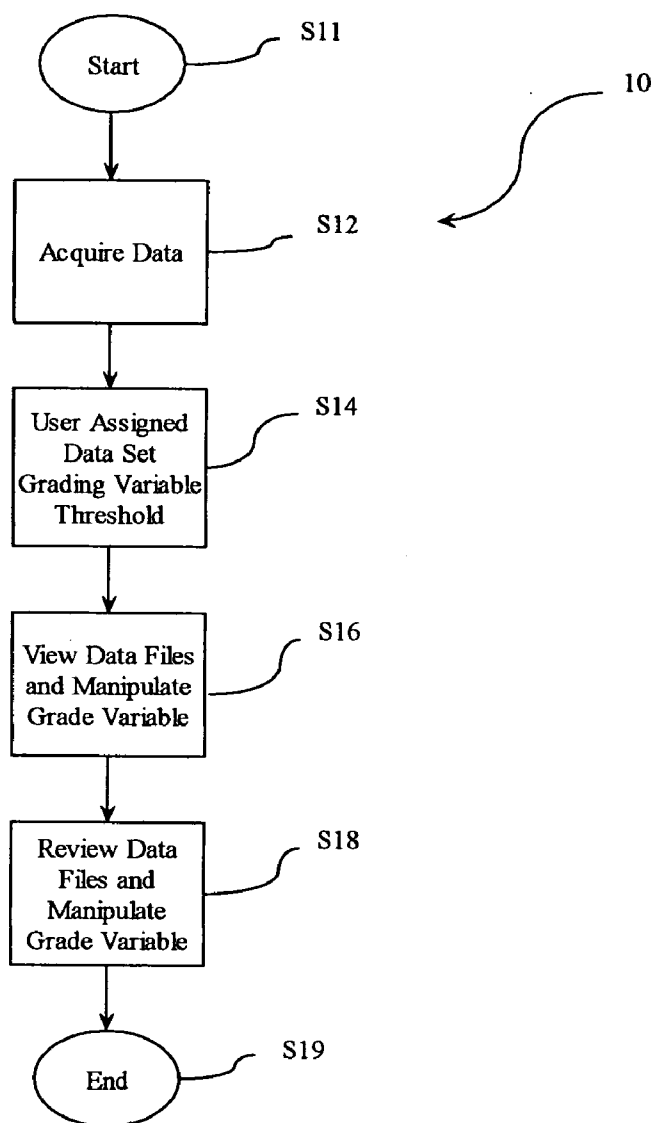 S11
Start
10
S12
Acquire Data
S14
User Assigned
Data Set
Grading Variable
Threshold
S16
View Data Files
and Manipulate
Grade Variable
S18
Review Data
Files and
Manipulate
Grade Variable
S19
End